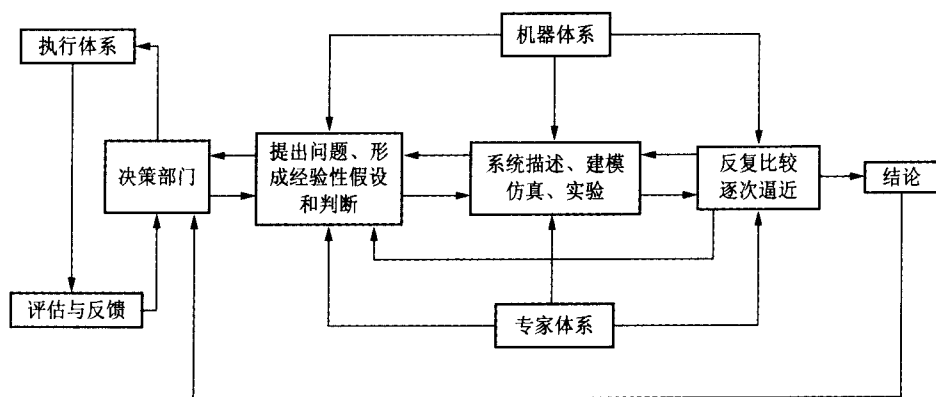 执行体系
机器体系
决策部门
提出问题、形
成经验性假设
和判断
系统描述、建模
仿真、实验
反复比较
逐次逼近
结论
评估与反馈
专家体系